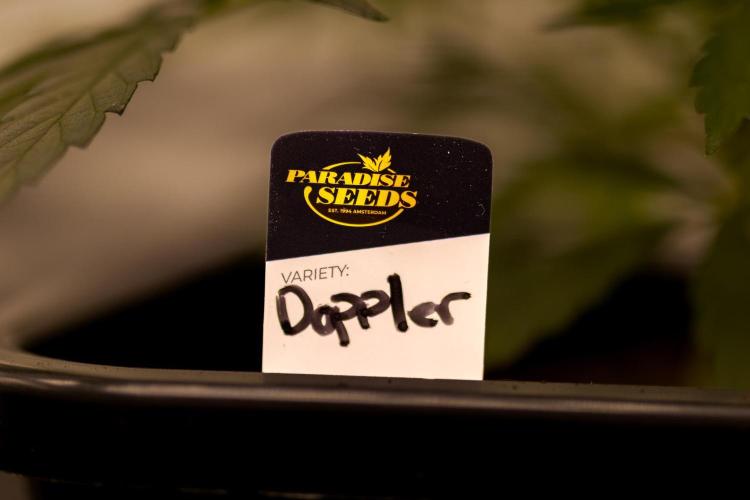 PARADISE
SEEDS
EST. 1994 AMSTERDAM
VARIETY:
Doppler